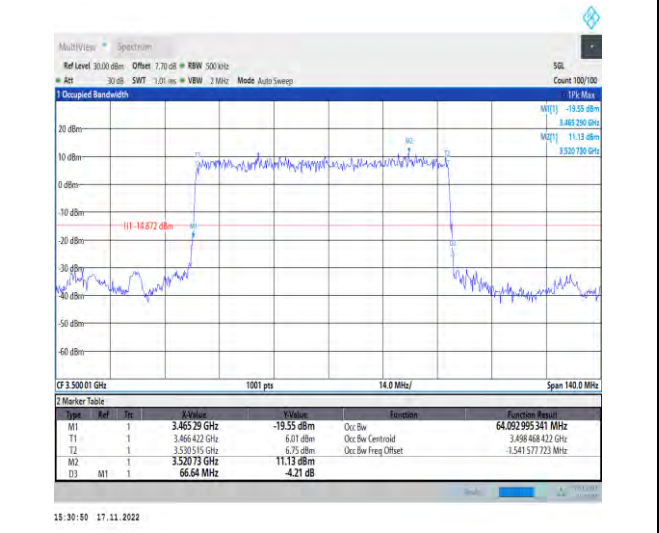 MultiView Spectrum
Ref Level 30.00 dBm Offset 7.70 dB RBW 500 kHz SGL
Att 30 dB SWT 1.01 ms VBW 2 MHz Mode Auto Sweep Count 100/100
1 Occupied Bandwidth 1Pk Max
M1[1] -19.55 dBm
3.465 290 GHz
M2[1] 11.13 dBm
3.520 730 GHz
20 dBm
M2
T1 T2
10 dBm
0 dBm
-10 dBm
H1 -14.872 dBm M1
-20 dBm
D3
-30 dBm
-40 dBm
-50 dBm
-60 dBm
CF 3.500 01 GHz 1001 pts 14.0 MHz/ Span 140.0 MHz
2 Marker Table
Type Ref Trc X-Value Y-Value Function Function Result
M1 1 3.465 29 GHz -19.55 dBm Occ Bw 64.092 995 341 MHz
T1 1 3.466 422 GHz 6.01 dBm Occ Bw Centroid 3.498 468 422 GHz
T2 1 3.530 515 GHz 6.75 dBm Occ Bw Freq Offset -1.541 577 723 MHz
M2 1 3.520 73 GHz 11.13 dBm
D3 M1 1 66.64 MHz -4.21 dB
15:30:50 17.11.2022